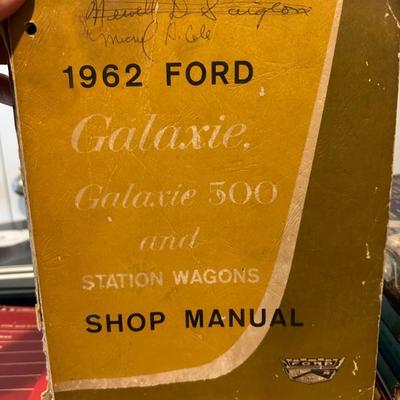 1962 FORD
Galaxie,
Galaxie 500
and
STATION WAGONS
SHOP MANUAL